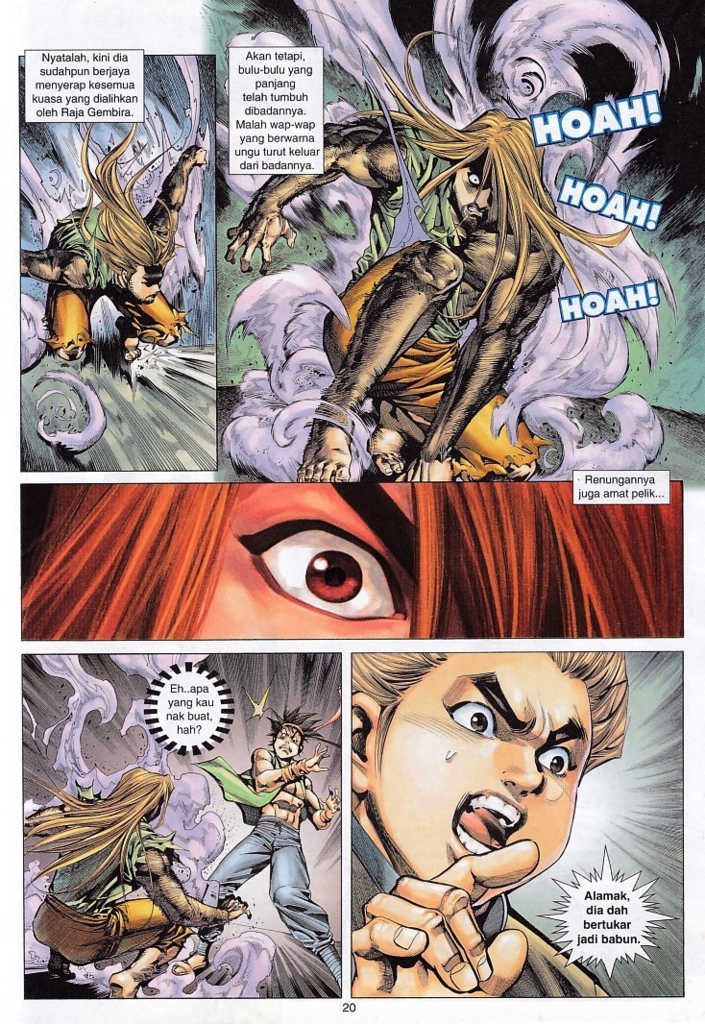 Nyatalah, kini dia
sudahpun berjaya
menyerap kesemua
kuasa yang dialihkan
oleh Raja Gembira.
Akan tetapi,
bulu-bulu yang
panjang
telah tumbuh
dibadannya.
Malah wap-wap
yang berwarna
ungu turut keluar
dari badannya.
HOAH!
HOAH!
HOAH!
Renungannya
juga amat pelik...
Eh..apa
yang kau
nak buat,
hah?
Alamak,
dia dah
bertukar
jadi babun.
20